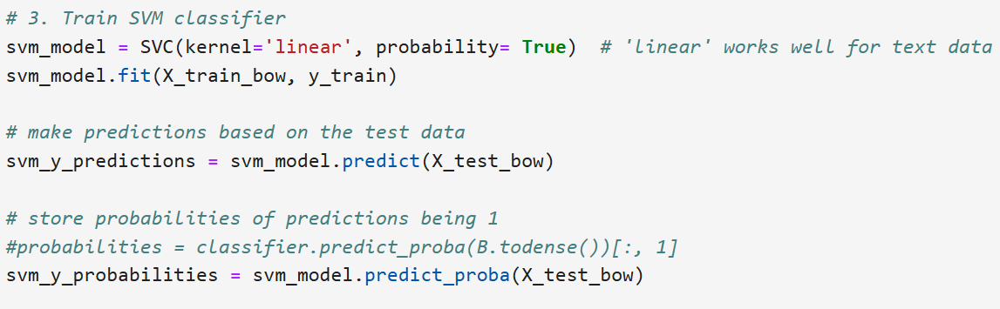 # 3. Train SVM classifier
svm_model = SVC(kernel='linear', probability= True)  # 'linear' works well for text data
svm_model.fit(X_train_bow, y_train)

# make predictions based on the test data
svm_y_predictions = svm_model.predict(X_test_bow)

# store probabilities of predictions being 1
#probabilities = classifier.predict_proba(B.todense())[:, 1]
svm_y_probabilities = svm_model.predict_proba(X_test_bow)